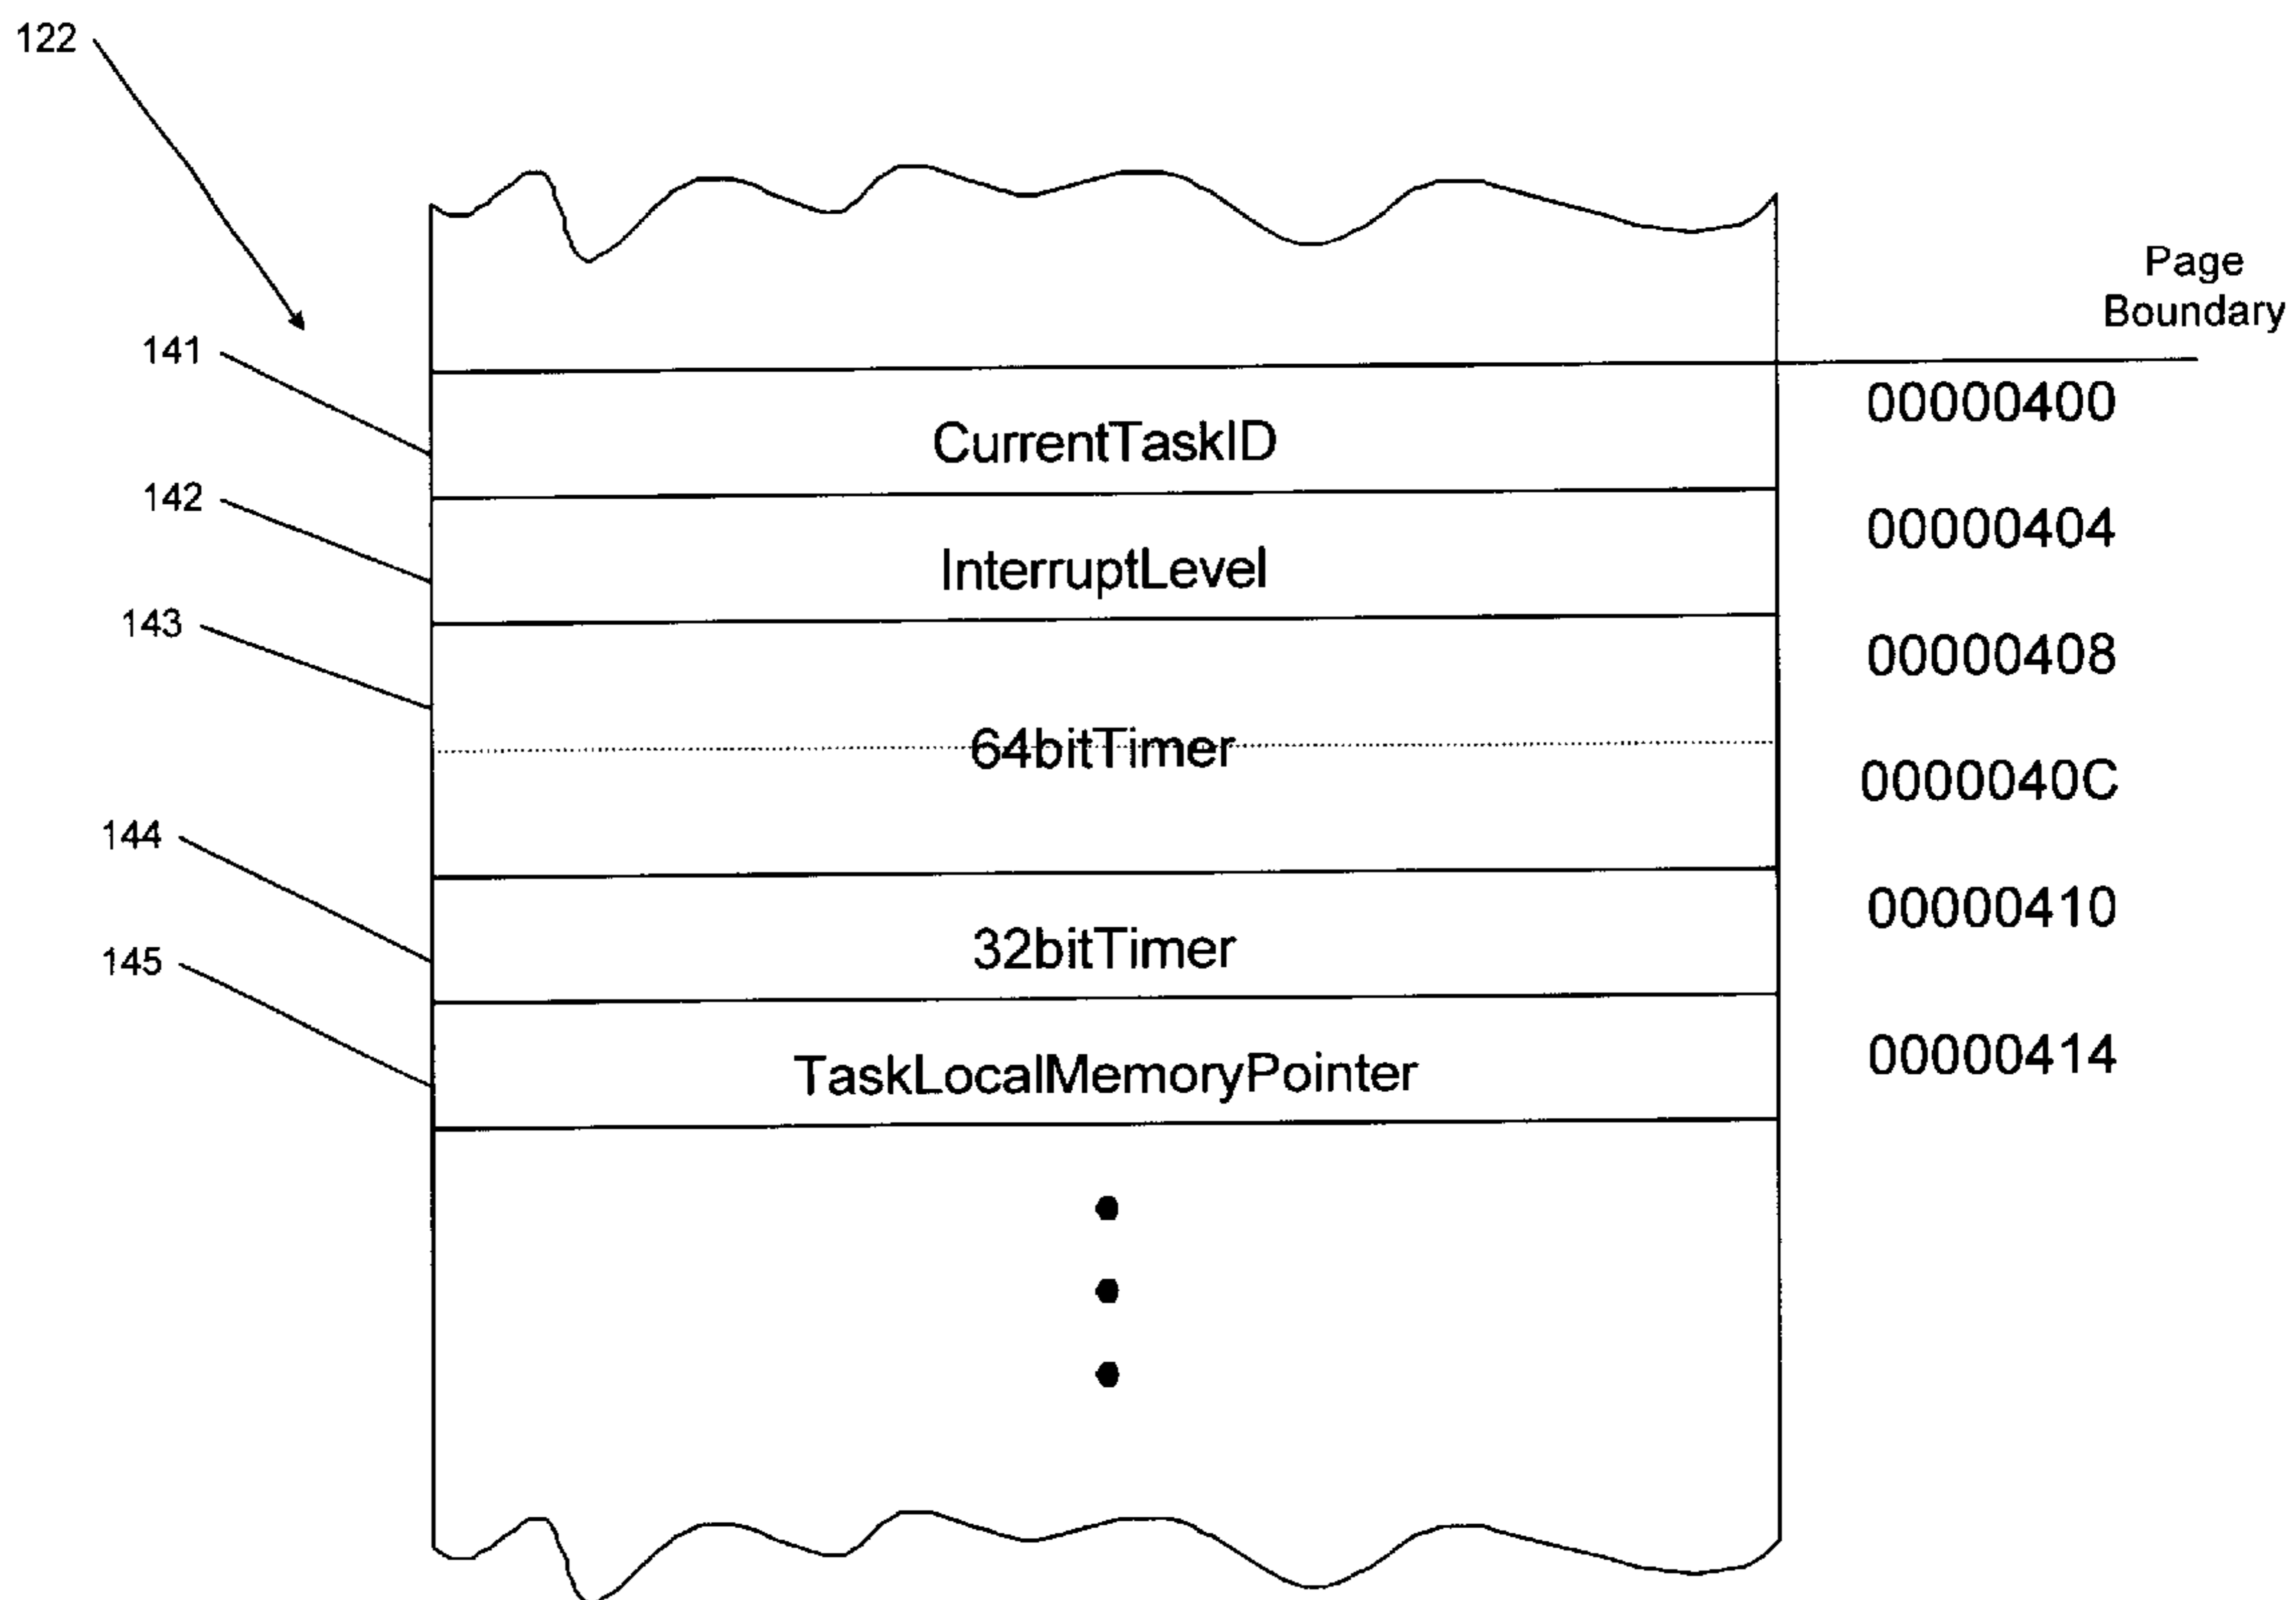 122
Page
Boundary
141
00000400
CurrentTaskID
142
00000404
InterruptLevel
143
00000408
64bitTimer
0000040C
144
00000410
32bitTimer
145
00000414
TaskLocalMemoryPointer